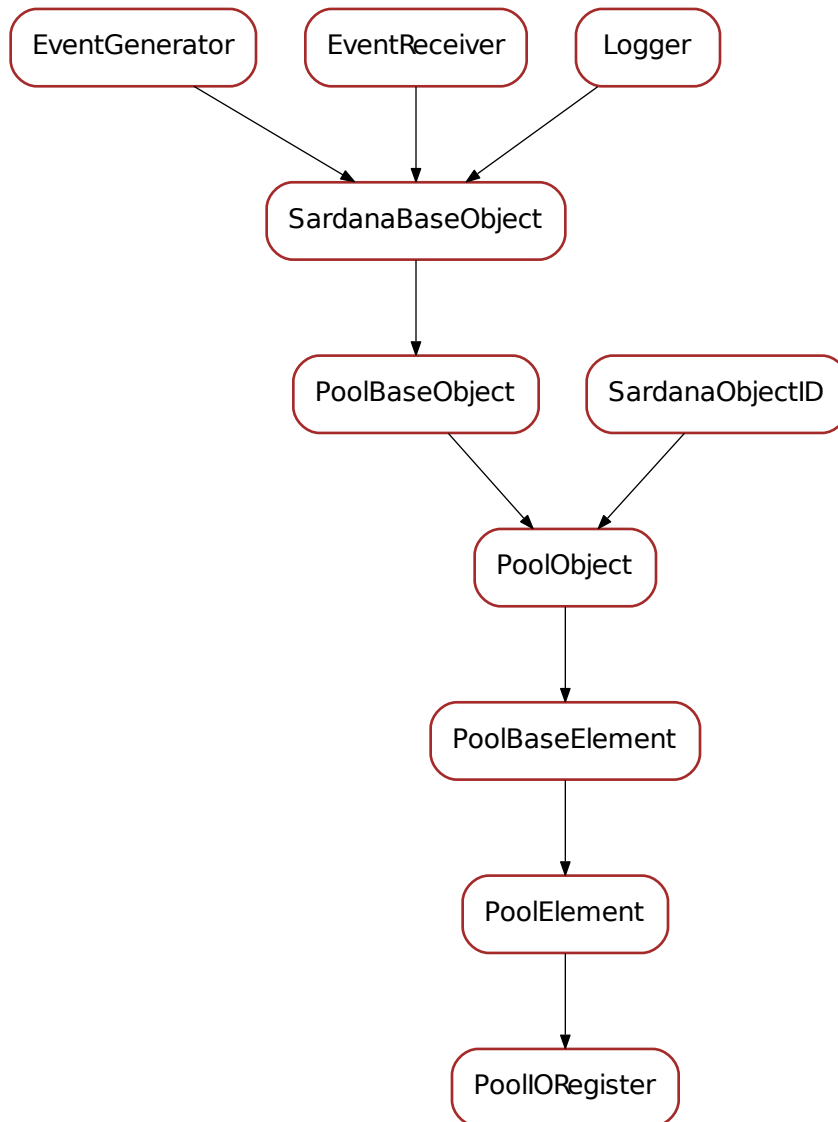 EventGenerator
EventReceiver
Logger
SardanaBaseObject
PoolBaseObject
SardanaObjectID
PoolObject
PoolBaseElement
PoolElement
PoolIORegister